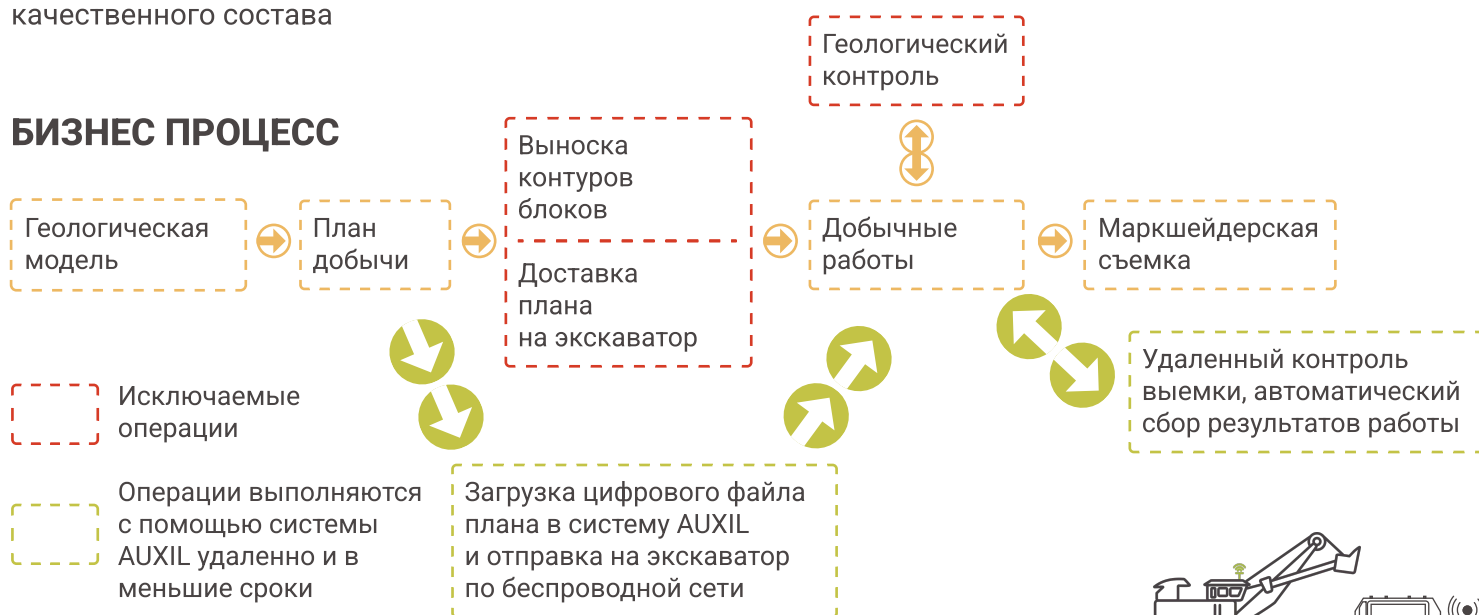 качественного состава
БИЗНЕС ПРОЦЕСС
Геологический
контроль
Геологическая
модель
План
добычи
Выноска
контуров
блоков
Доставка
плана
на экскаватор
Добычные
работы
Маркшейдерская
съемка
Удаленный контроль
выемки, автоматический
сбор результатов работы
Исключаемые
операции
Операции выполняются
с помощью системы
AUXIL удаленно и в
меньшие сроки
Загрузка цифрового файла
плана в систему AUXIL
и отправка на экскаватор
по беспроводной сети